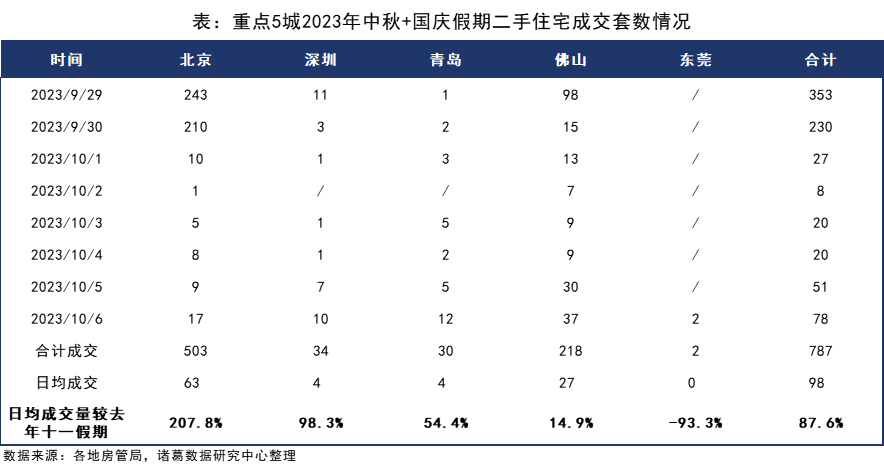 表：重点5城2023年中秋+国庆假期二手住宅成交套数情况
时间 北京 深圳 青岛 佛山 东莞 合计
2023/9/29 243 11 1 98 / 353
2023/9/30 210 3 2 15 / 230
2023/10/1 10 1 3 13 / 27
2023/10/2 1 / / 7 / 8
2023/10/3 5 1 5 9 / 20
2023/10/4 8 1 2 9 / 20
2023/10/5 9 7 5 30 / 51
2023/10/6 17 10 12 37 2 78
合计成交 503 34 30 218 2 787
日均成交 63 4 4 27 0 98
日均成交量较去
年十一假期 207.8% 98.3% 54.4% 14.9% -93.3% 87.6%
数据来源：各地房管局，诸葛数据研究中心整理